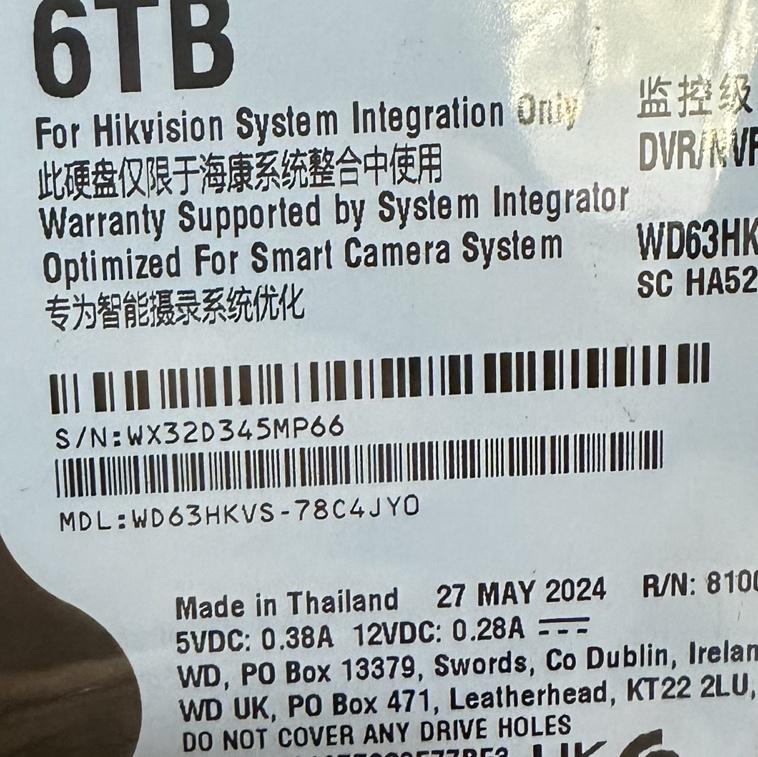 6TB
For Hikvision System Integration Only
此硬盘仅限于海康系统整合中使用
Warranty Supported by System Integrator
Optimized For Smart Camera System
专为智能摄录系统优化
监控级
DVR/NVR
WD63HK
SC HA52
S/N:WX32D345MP66
MDL:WD63HKVS-78C4JY0
Made in Thailand 27 MAY 2024 R/N: 8100
5VDC: 0.38A 12VDC: 0.28A
WD, PO Box 13379, Swords, Co Dublin, Irelan
WD UK, PO Box 471, Leatherhead, KT22 2LU,
DO NOT COVER ANY DRIVE HOLES